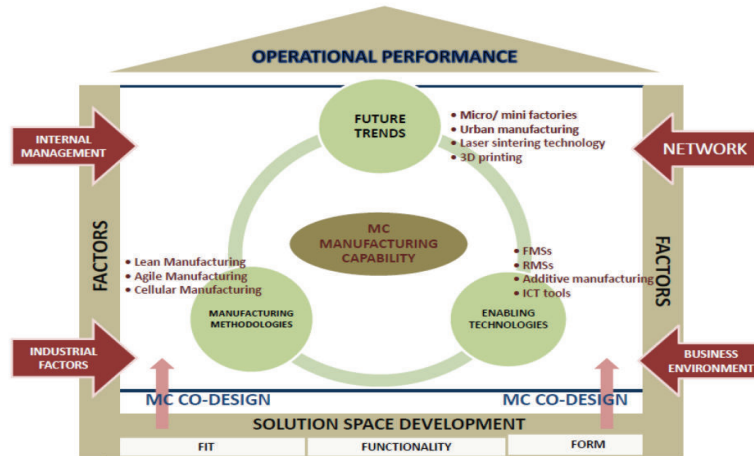 OPERATIONAL PERFORMANCE
FUTURE
TRENDS
• Micro/ mini factories
• Urban manufacturing
• Laser sintering technology
• 3D printing
INTERNAL
MANAGEMENT
NETWORK
FACTORS
FACTORS
MC
MANUFACTURING
CAPABILITY
• Lean Manufacturing
• Agile Manufacturing
• Cellular Manufacturing
• FMSs
• RMSs
• Additive manufacturing
• ICT tools
MANUFACTURING
METHODOLOGIES
ENABLING
TECHNOLOGIES
INDUSTRIAL
FACTORS
BUSINESS
ENVIRONMENT
MC CO-DESIGN
MC CO-DESIGN
SOLUTION SPACE DEVELOPMENT
FIT
FUNCTIONALITY
FORM